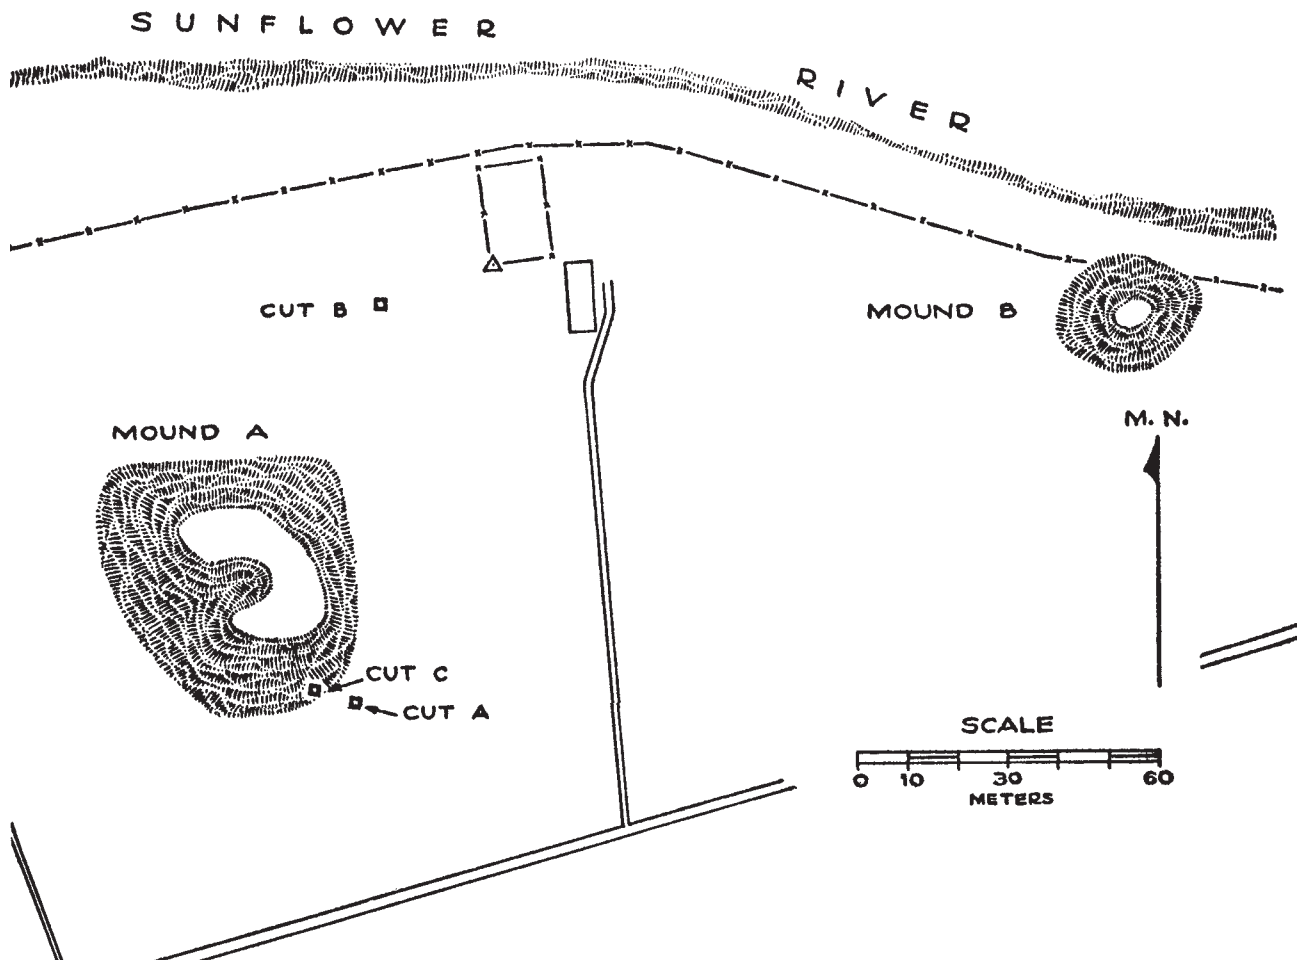 SUNFLOWER
RIVER
CUT B
MOUND B
MOUND A
M. N.
CUT C
CUT A
SCALE
0 10 30 60
METERS